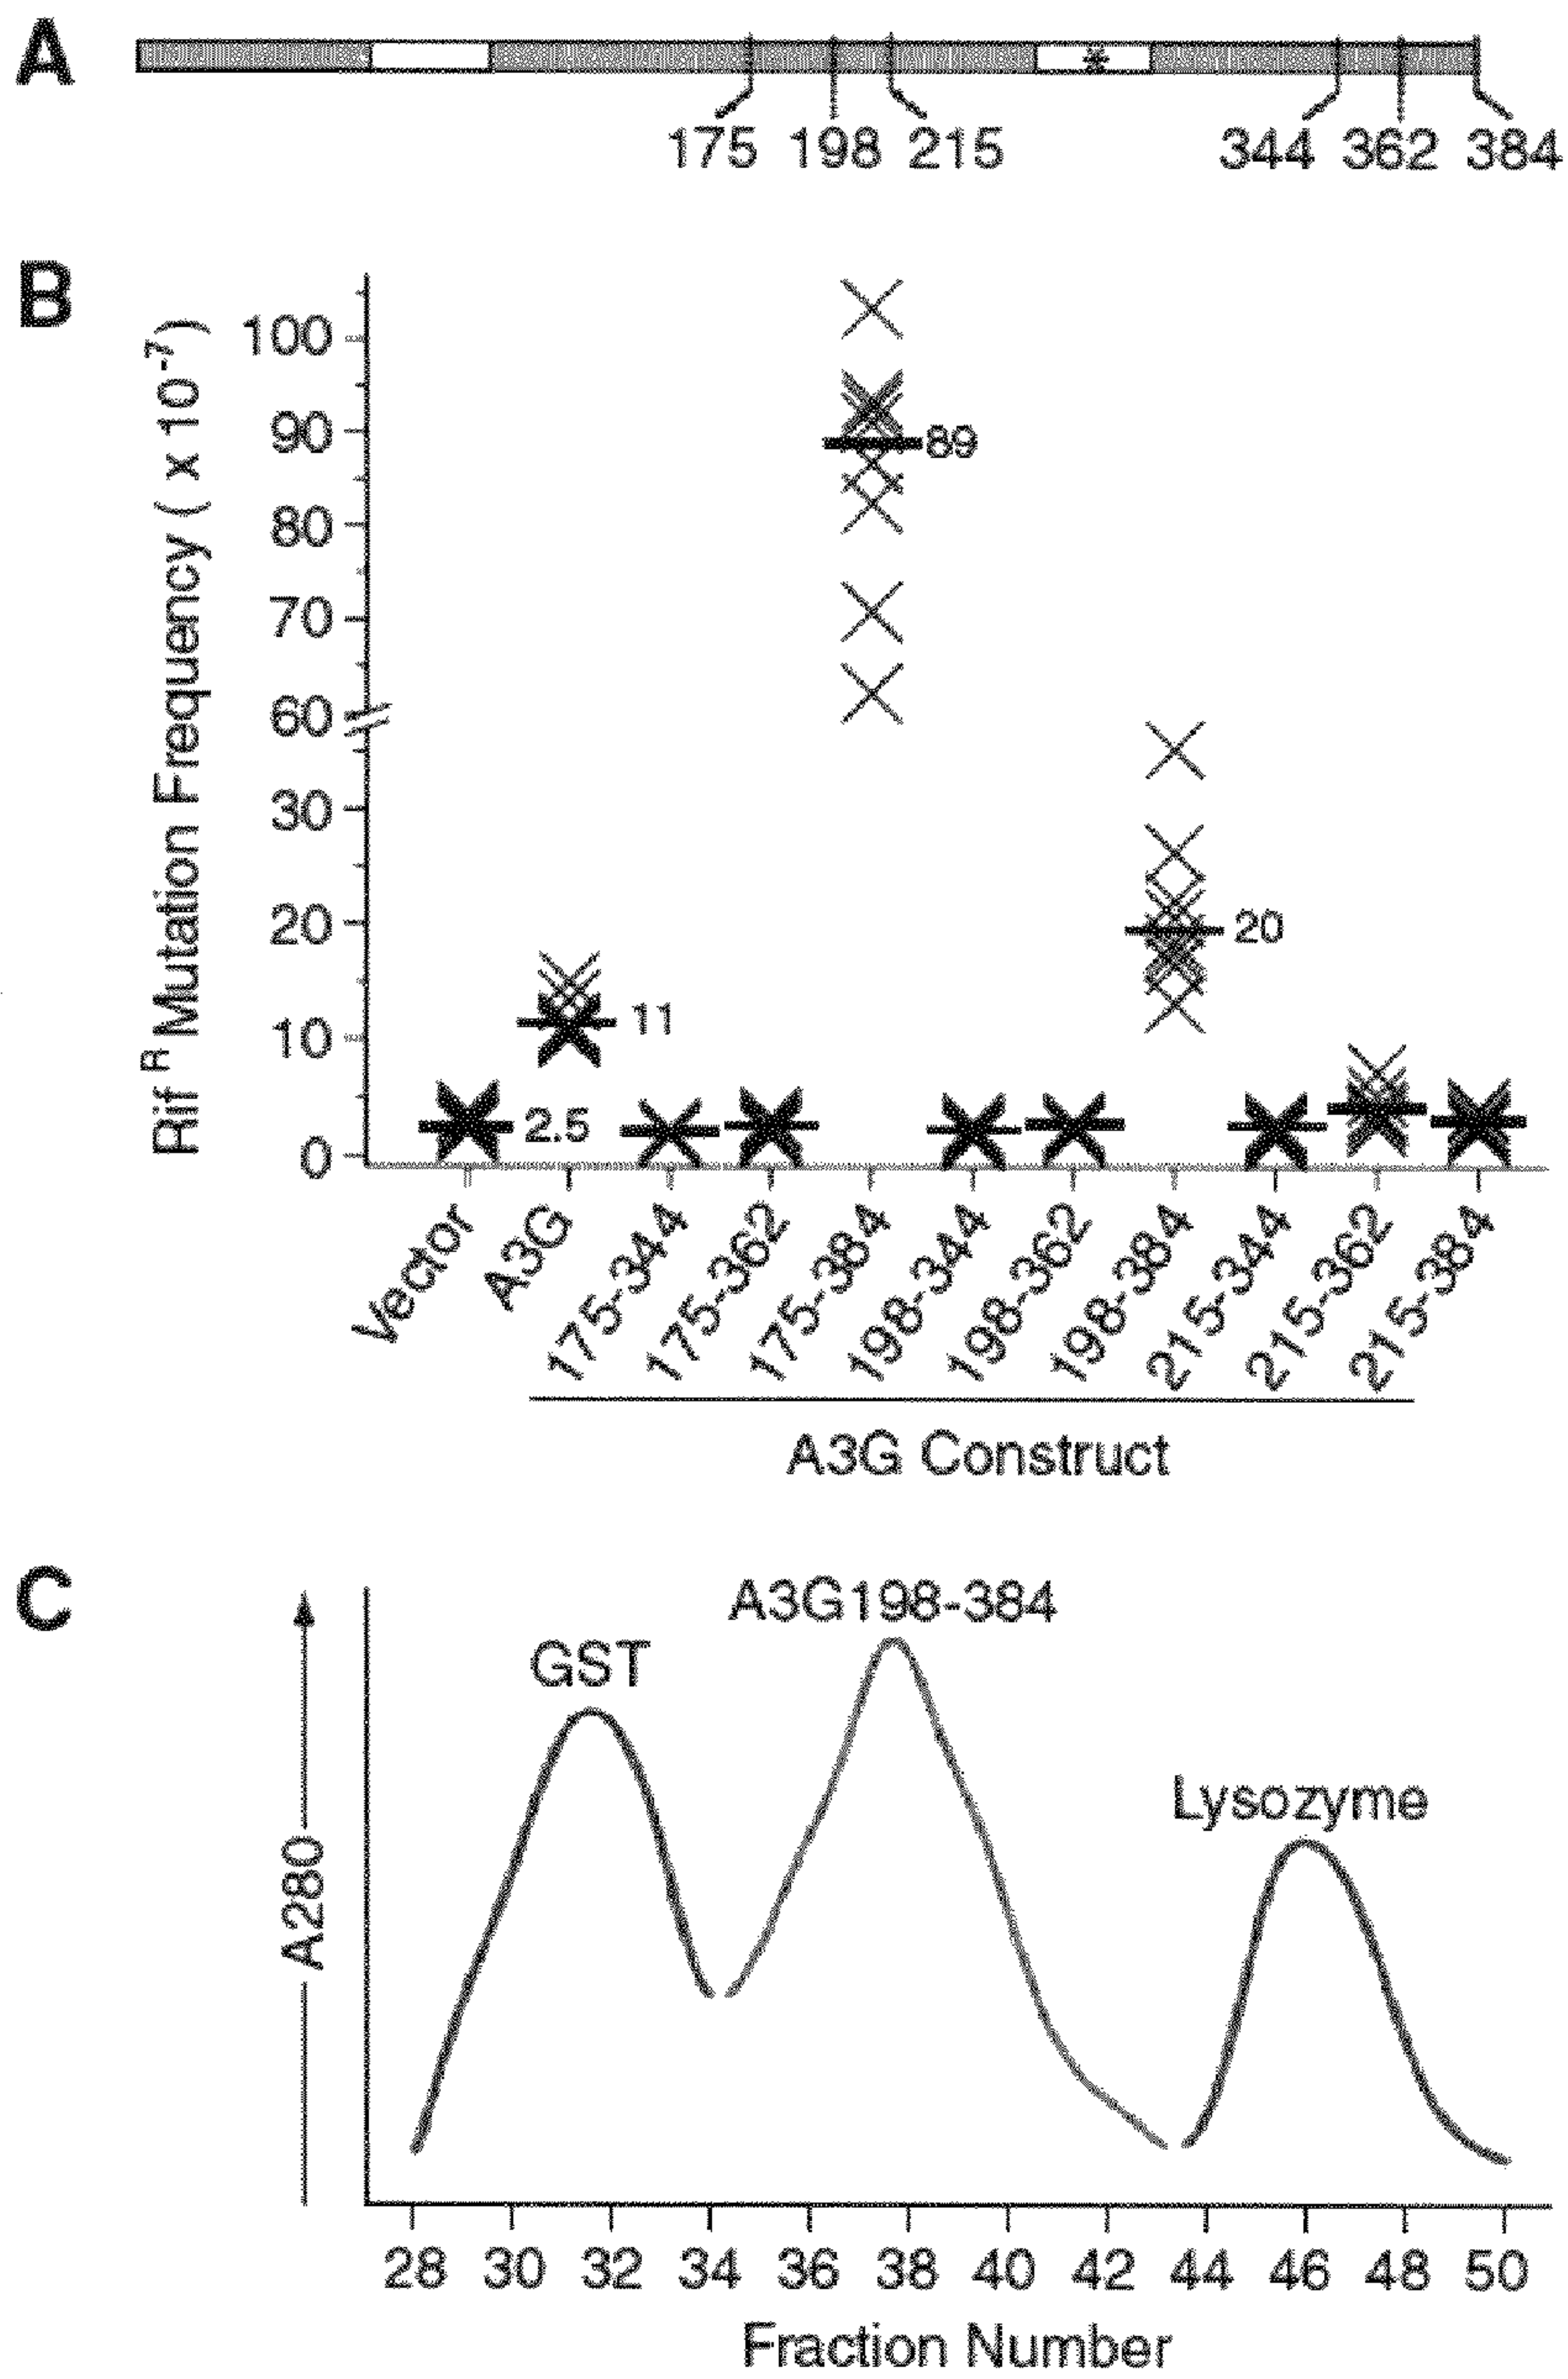 A
*
175 198 215 344 362 384
B
Rif R Mutation Frequency ( x 10-7)
100
90
80
70
60
30
20
10
0
89
20
11
2.5
Vector
A3G
175-344
175-362
175-384
198-344
198-362
198-384
215-344
215-362
215-384
A3G Construct
C
A280
GST
A3G198-384
Lysozyme
28 30 32 34 36 38 40 42 44 46 48 50
Fraction Number